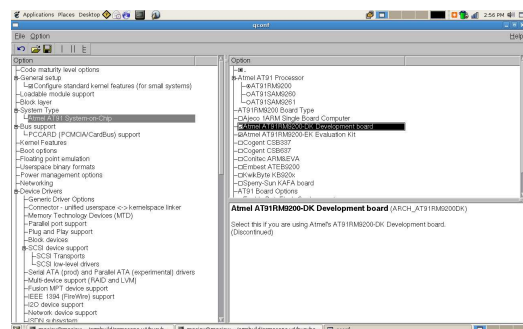 Applications Places Desktop
2:56 PM
qconf
File Option
Help
Option
Code maturity level options
General setup
Configure standard kernel features (for small systems)
Loadable module support
Block layer
System Type
Atmel AT91 System-on-Chip
Bus support
PCCARD (PCMCIA/CardBus) support
Kernel Features
Boot options
Floating point emulation
Userspace binary formats
Power management options
Networking
Device Drivers
Generic Driver Options
Connector - unified userspace <-> kernelspace linker
Memory Technology Devices (MTD)
Parallel port support
Plug and Play support
Block devices
SCSI device support
SCSI Transports
SCSI low-level drivers
Serial ATA (prod) and Parallel ATA (experimental) drivers
Multi-device support (RAID and LVM)
Fusion MPT device support
IEEE 1394 (FireWire) support
I2O device support
Network device support
ISDN subsystem
Option
..
Atmel AT91 Processor
AT91RM9200
AT91SAM9260
AT91SAM9261
AT91RM9200 Board Type
Ajeco 1ARM Single Board Computer
Atmel AT91RM9200-DK Development board
Atmel AT91RM9200-EK Evaluation Kit
Cogent CSB337
Cogent CSB637
Conitec ARM&EVA
Embest ATEB9200
KwikByte KB920x
Sperry-Sun KAFA board
AT91 Board Options
Atmel AT91RM9200-DK Development board (ARCH_AT91RM9200DK)
Select this if you are using Atmel's AT91RM9200-DK Development board.
(Discontinued)